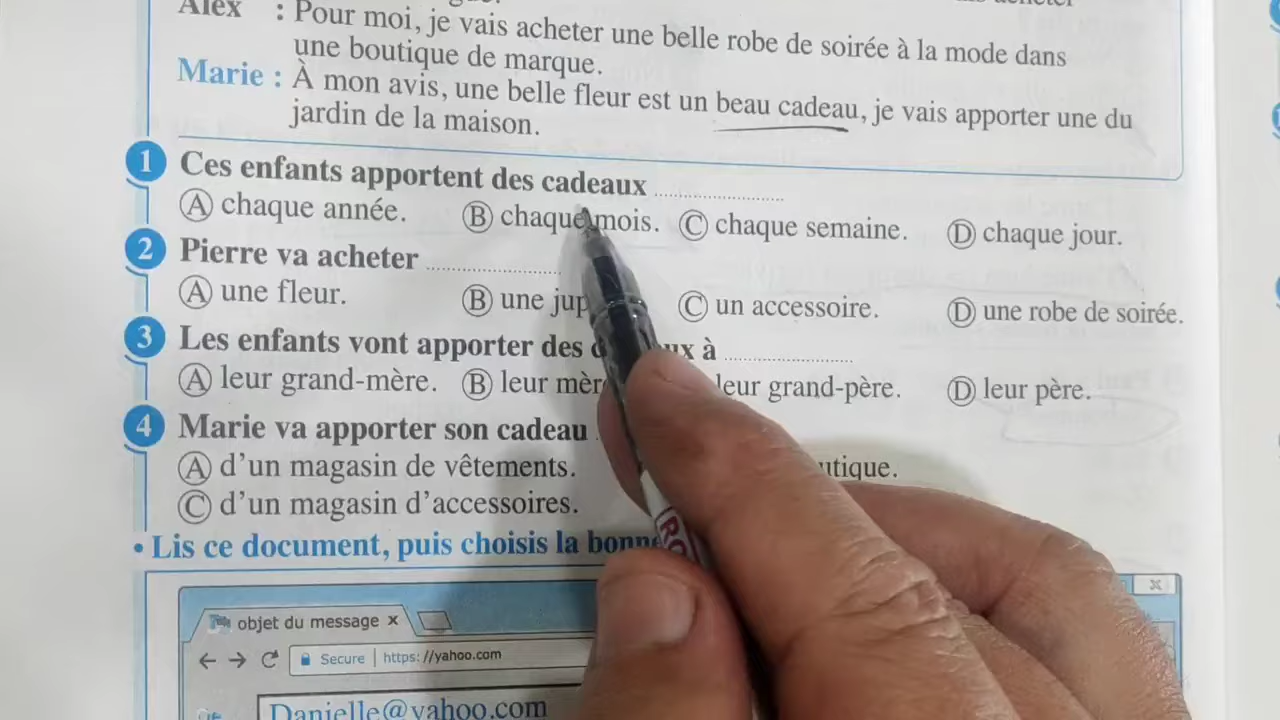 Alex : Pour moi, je vais acheter une belle robe de soirée à la mode dans
une boutique de marque.
Marie : À mon avis, une belle fleur est un beau cadeau, je vais apporter une du
jardin de la maison.
1 Ces enfants apportent des cadeaux ....................
A chaque année. B chaque mois. C chaque semaine. D chaque jour.
2 Pierre va acheter ....................
A une fleur. B une jup C un accessoire. D une robe de soirée.
3 Les enfants vont apporter des ux à ....................
A leur grand-mère. B leur mèr leur grand-père. D leur père.
4 Marie va apporter son cadeau
A d'un magasin de vêtements. utique.
C d'un magasin d'accessoires.
• Lis ce document, puis choisis la bonne
objet du message x
Secure | https://yahoo.com
Danielle@yahoo.com